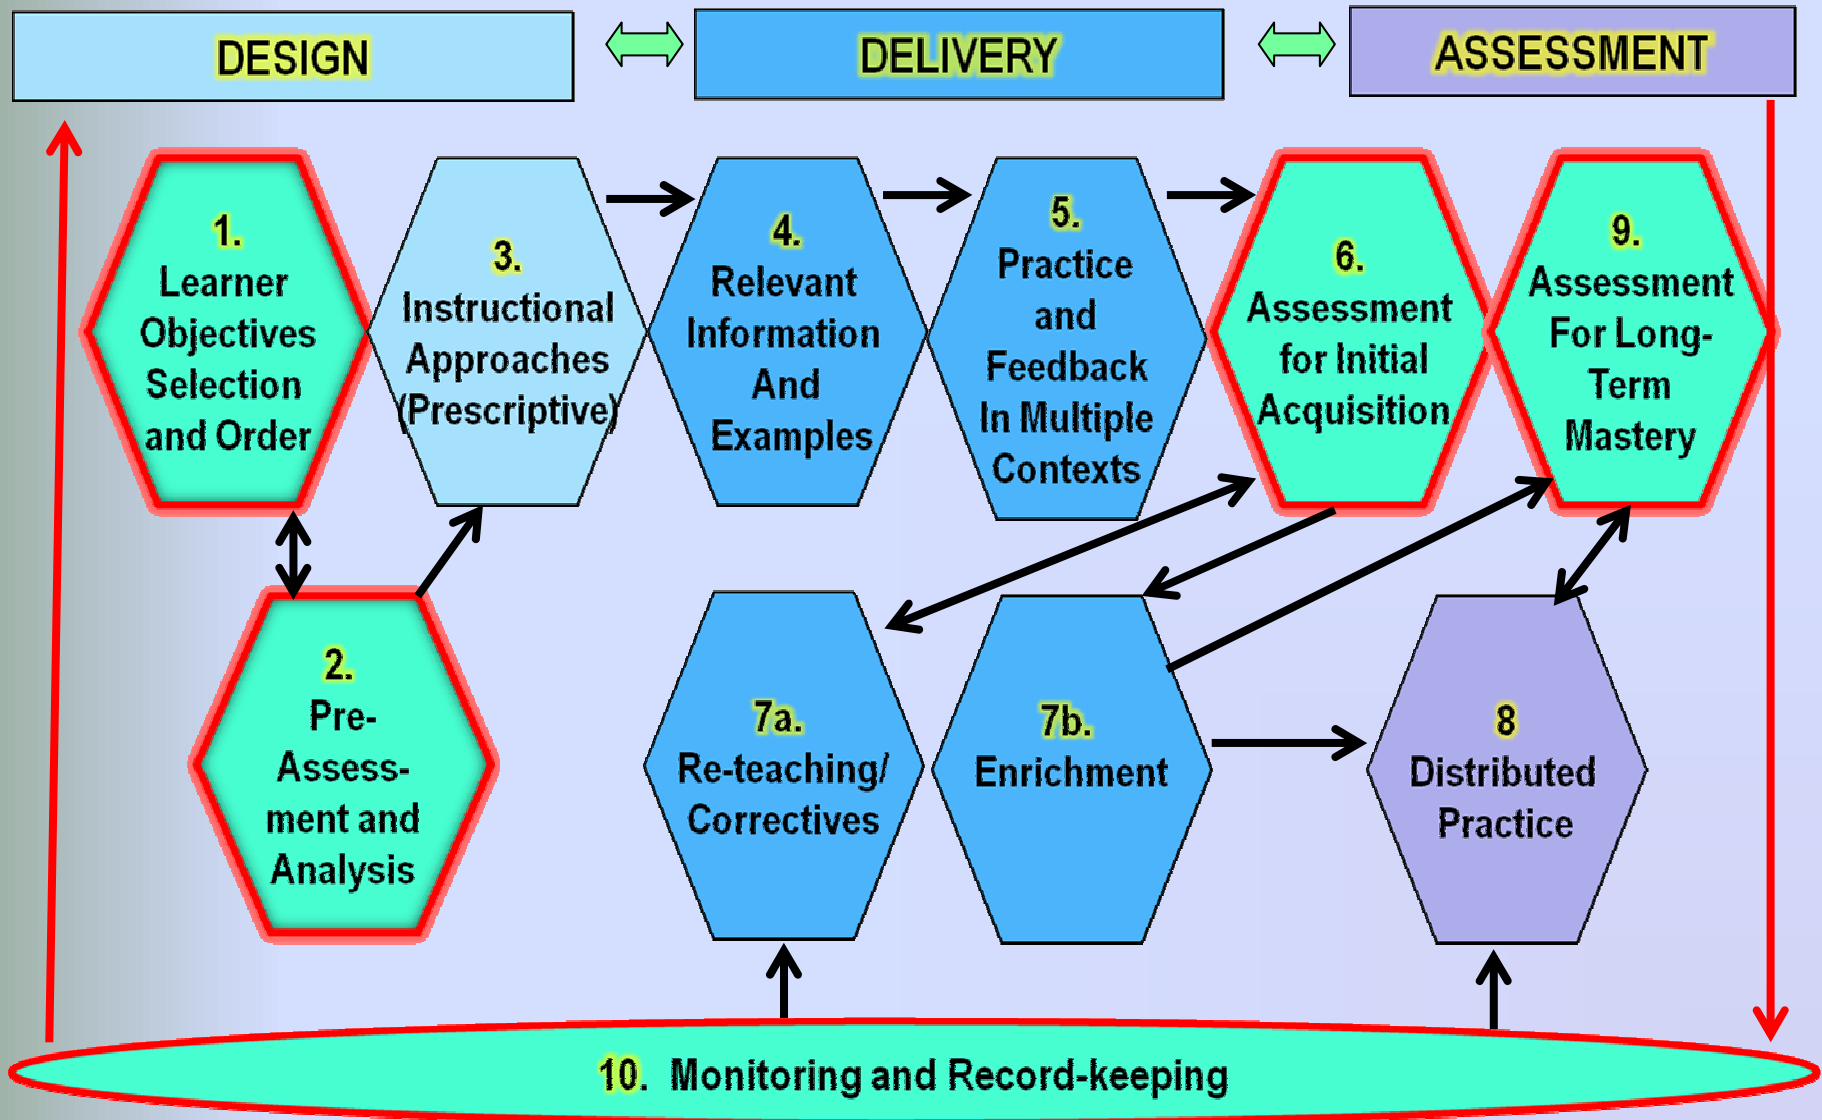 DESIGN
DELIVERY
ASSESSMENT
1.
Learner
Objectives
Selection
and Order
3.
Instructional
Approaches
(Prescriptive)
4.
Relevant
Information
And
Examples
5.
Practice
and
Feedback
In Multiple
Contexts
6.
Assessment
for Initial
Acquisition
9.
Assessment
For Long-
Term
Mastery
2.
Pre-
Assess-
ment and
Analysis
7a.
Re-teaching/
Correctives
7b.
Enrichment
8
Distributed
Practice
10. Monitoring and Record-keeping